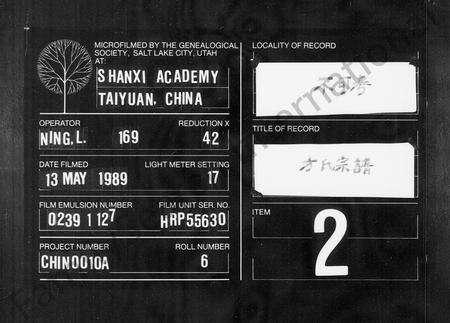 MICROFILMED BY THE GENEALOGICAL
SOCIETY, SALT LAKE CITY, UTAH
AT:
SHANXI ACADEMY
TAIYUAN, CHINA
OPERATOR REDUCTION X
NING, L. 169 42
DATE FILMED LIGHT METER SETTING
13 MAY 1989 17
FILM EMULSION NUMBER FILM UNIT SER. NO.
0239 1 127 HRP55630
PROJECT NUMBER ROLL NUMBER
CHIN0010A 6
LOCALITY OF RECORD
TITLE OF RECORD
方氏宗譜
ITEM
2